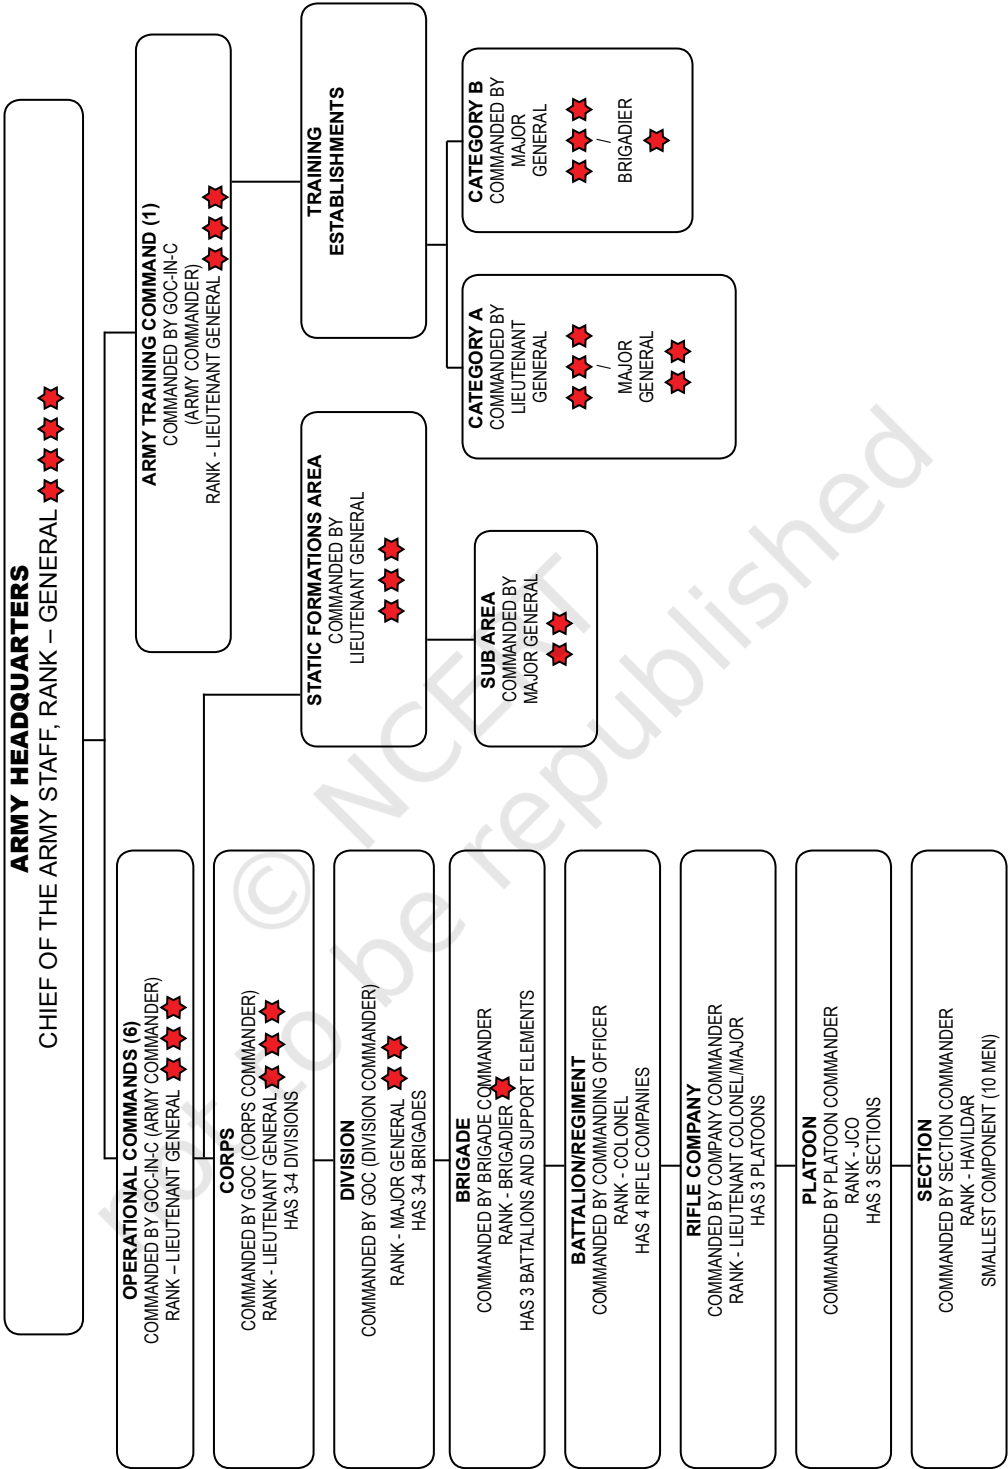 ARMY HEADQUARTERS
CHIEF OF THE ARMY STAFF, RANK – GENERAL
OPERATIONAL COMMANDS (6)
COMMANDED BY GOC-IN-C (ARMY COMMANDER)
RANK – LIEUTENANT GENERAL
ARMY TRAINING COMMAND (1)
COMMANDED BY GOC-IN-C
(ARMY COMMANDER)
RANK - LIEUTENANT GENERAL
CORPS
COMMANDED BY GOC (CORPS COMMANDER)
RANK - LIEUTENANT GENERAL
HAS 3-4 DIVISIONS
STATIC FORMATIONS AREA
COMMANDED BY
LIEUTENANT GENERAL
TRAINING
ESTABLISHMENTS
DIVISION
COMMANDED BY GOC (DIVISION COMMANDER)
RANK - MAJOR GENERAL
HAS 3-4 BRIGADES
BRIGADE
COMMANDED BY BRIGADE COMMANDER
RANK - BRIGADIER
HAS 3 BATTALIONS AND SUPPORT ELEMENTS
SUB AREA
COMMANDED BY
MAJOR GENERAL
CATEGORY A
COMMANDED BY
LIEUTENANT
GENERAL
/
MAJOR
GENERAL
CATEGORY B
COMMANDED BY
MAJOR
GENERAL
/
BRIGADIER
BATTALION/REGIMENT
COMMANDED BY COMMANDING OFFICER
RANK - COLONEL
HAS 4 RIFLE COMPANIES
RIFLE COMPANY
COMMANDED BY COMPANY COMMANDER
RANK - LIEUTENANT COLONEL/MAJOR
HAS 3 PLATOONS
PLATOON
COMMANDED BY PLATOON COMMANDER
RANK -JCO
HAS 3 SECTIONS
SECTION
COMMANDED BY SECTION COMMANDER
RANK - HAVILDAR
SMALLEST COMPONENT (10 MEN)
© NCERT
not to be republished